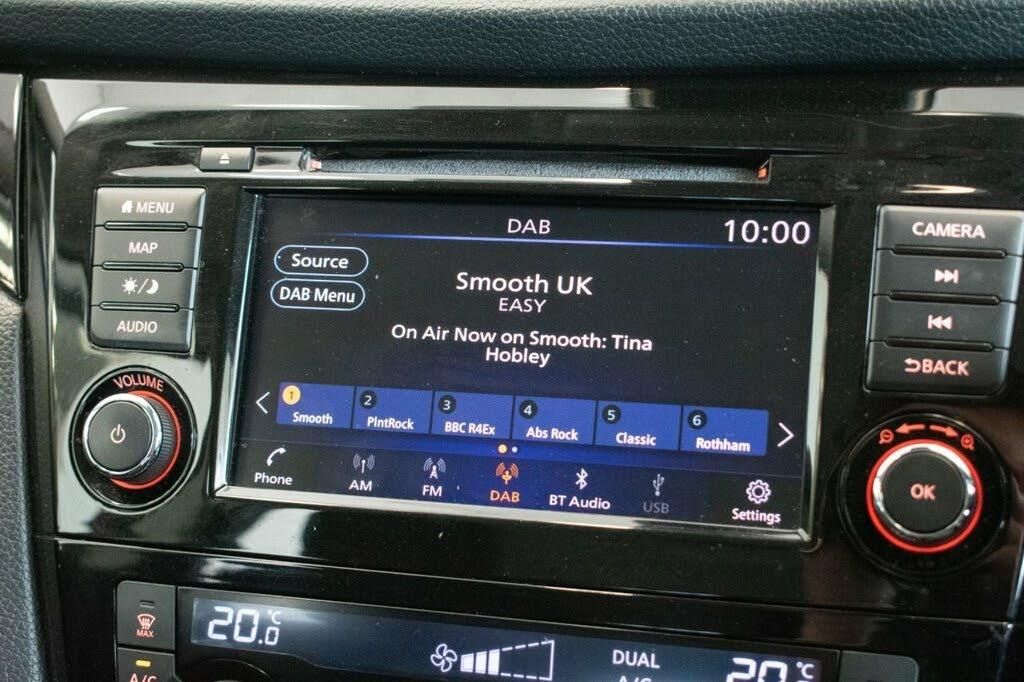 MENU
MAP
AUDIO
VOLUME
DAB
10:00
Source
DAB Menu
Smooth UK
EASY
On Air Now on Smooth: Tina
Hobley
1
Smooth
2
PlntRock
3
BBC R4Ex
4
Abs Rock
5
Classic
6
Rothham
Phone
AM
FM
DAB
BT Audio
USB
Settings
CAMERA
BACK
OK
MAX
A/C
20.0
°C
DUAL
A/C
20
°C